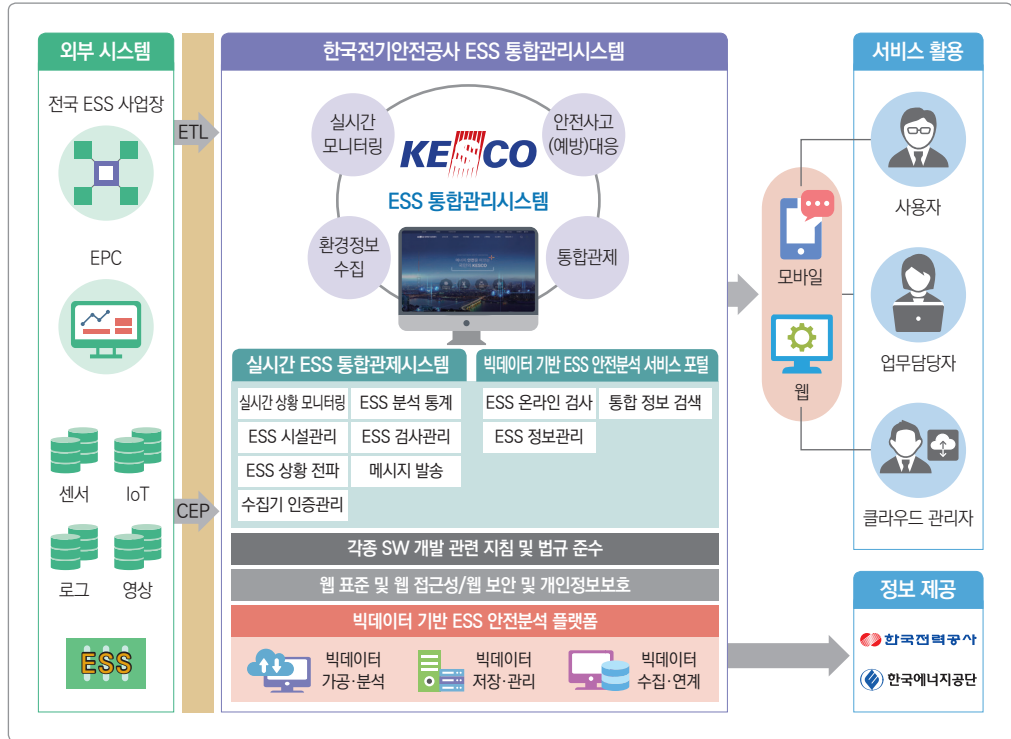 외부 시스템
전국 ESS 사업장
EPC
센서
IoT
로그
영상
ESS
ETL
CEP
한국전기안전공사 ESS 통합관리시스템
실시간
모니터링
안전사고
(예방)대응
KESCO
ESS 통합관리시스템
환경정보
수집
통합관제
실시간 ESS 통합관제시스템
실시간 상황 모니터링
ESS 분석 통계
ESS 시설관리
ESS 검사관리
ESS 상황 전파
메시지 발송
수집기 인증관리
빅데이터 기반 ESS 안전분석 서비스 포털
ESS 온라인 검사
통합 정보 검색
ESS 정보관리
각종 SW 개발 관련 지침 및 법규 준수
웹 표준 및 웹 접근성/웹 보안 및 개인정보보호
빅데이터 기반 ESS 안전분석 플랫폼
빅데이터
가공·분석
빅데이터
저장·관리
빅데이터
수집·연계
모바일
웹
서비스 활용
사용자
업무담당자
클라우드 관리자
정보 제공
한국전력공사
한국에너지공단